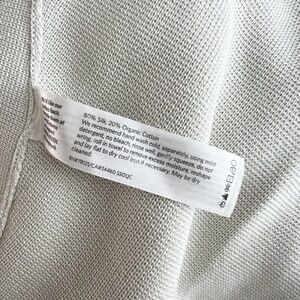 80% Silk, 20% Organic Cotton
We recommend hand wash cold, separately, using mild
detergent, no bleach, rinse well, gently squeeze, do not
wring, roll in towel to remove excess moisture, reshape
and lay flat to dry cool iron if necessary. May be dry
cleaned.